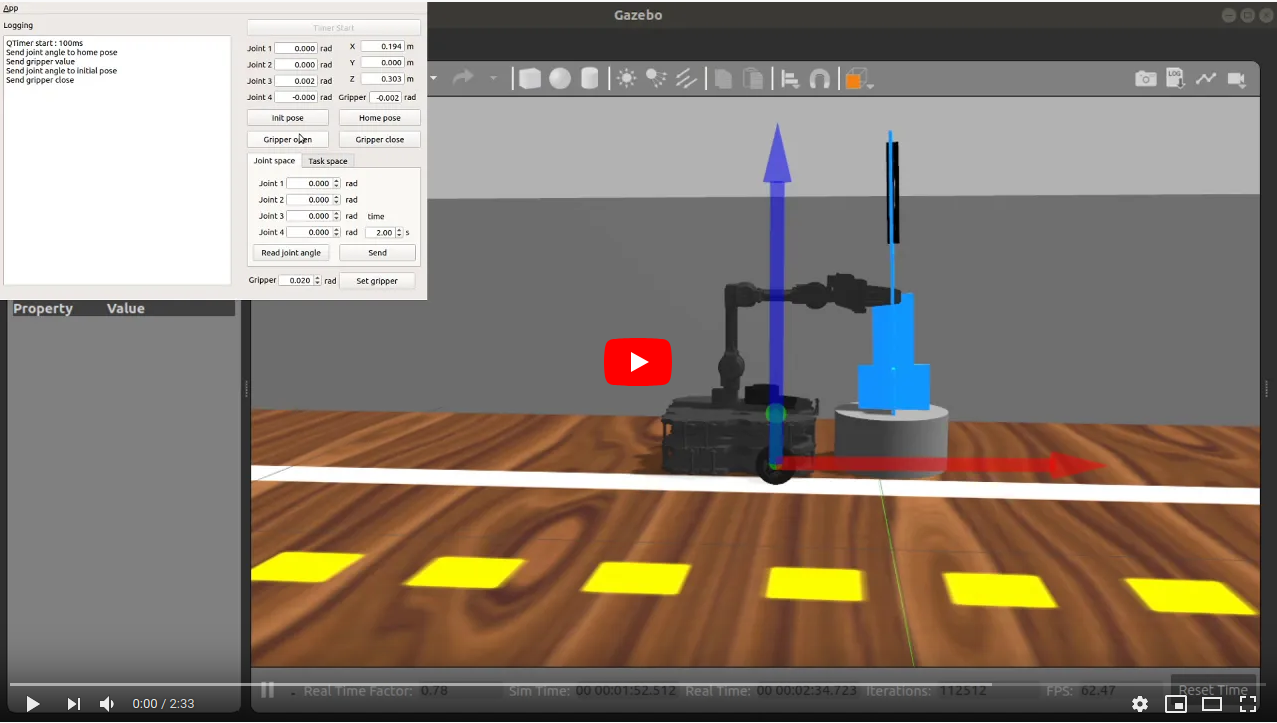 App
Gazebo
Logging
QTimer start : 100ms
Send joint angle to home pose
Send gripper value
Send joint angle to initial pose
Send gripper close
Timer Start
Joint 1 0.000 rad X 0.194 m
Joint 2 0.000 rad Y 0.000 m
Joint 3 0.002 rad Z 0.303 m
Joint 4 -0.000 rad Gripper -0.002 rad
Init pose Home pose
Gripper open Gripper close
Joint space Task space
Joint 1 0.000 rad
Joint 2 0.000 rad
Joint 3 0.000 rad time
Joint 4 0.000 rad 2.00 s
Read joint angle Send
Gripper 0.020 rad Set gripper
LOG
Property Value
Real Time Factor: 0.78 Sim Time: 00 00:01:52.512 Real Time: 00 00:02:34.723 Iterations: 112512 FPS: 62.47 Reset Time
0:00 / 2:33